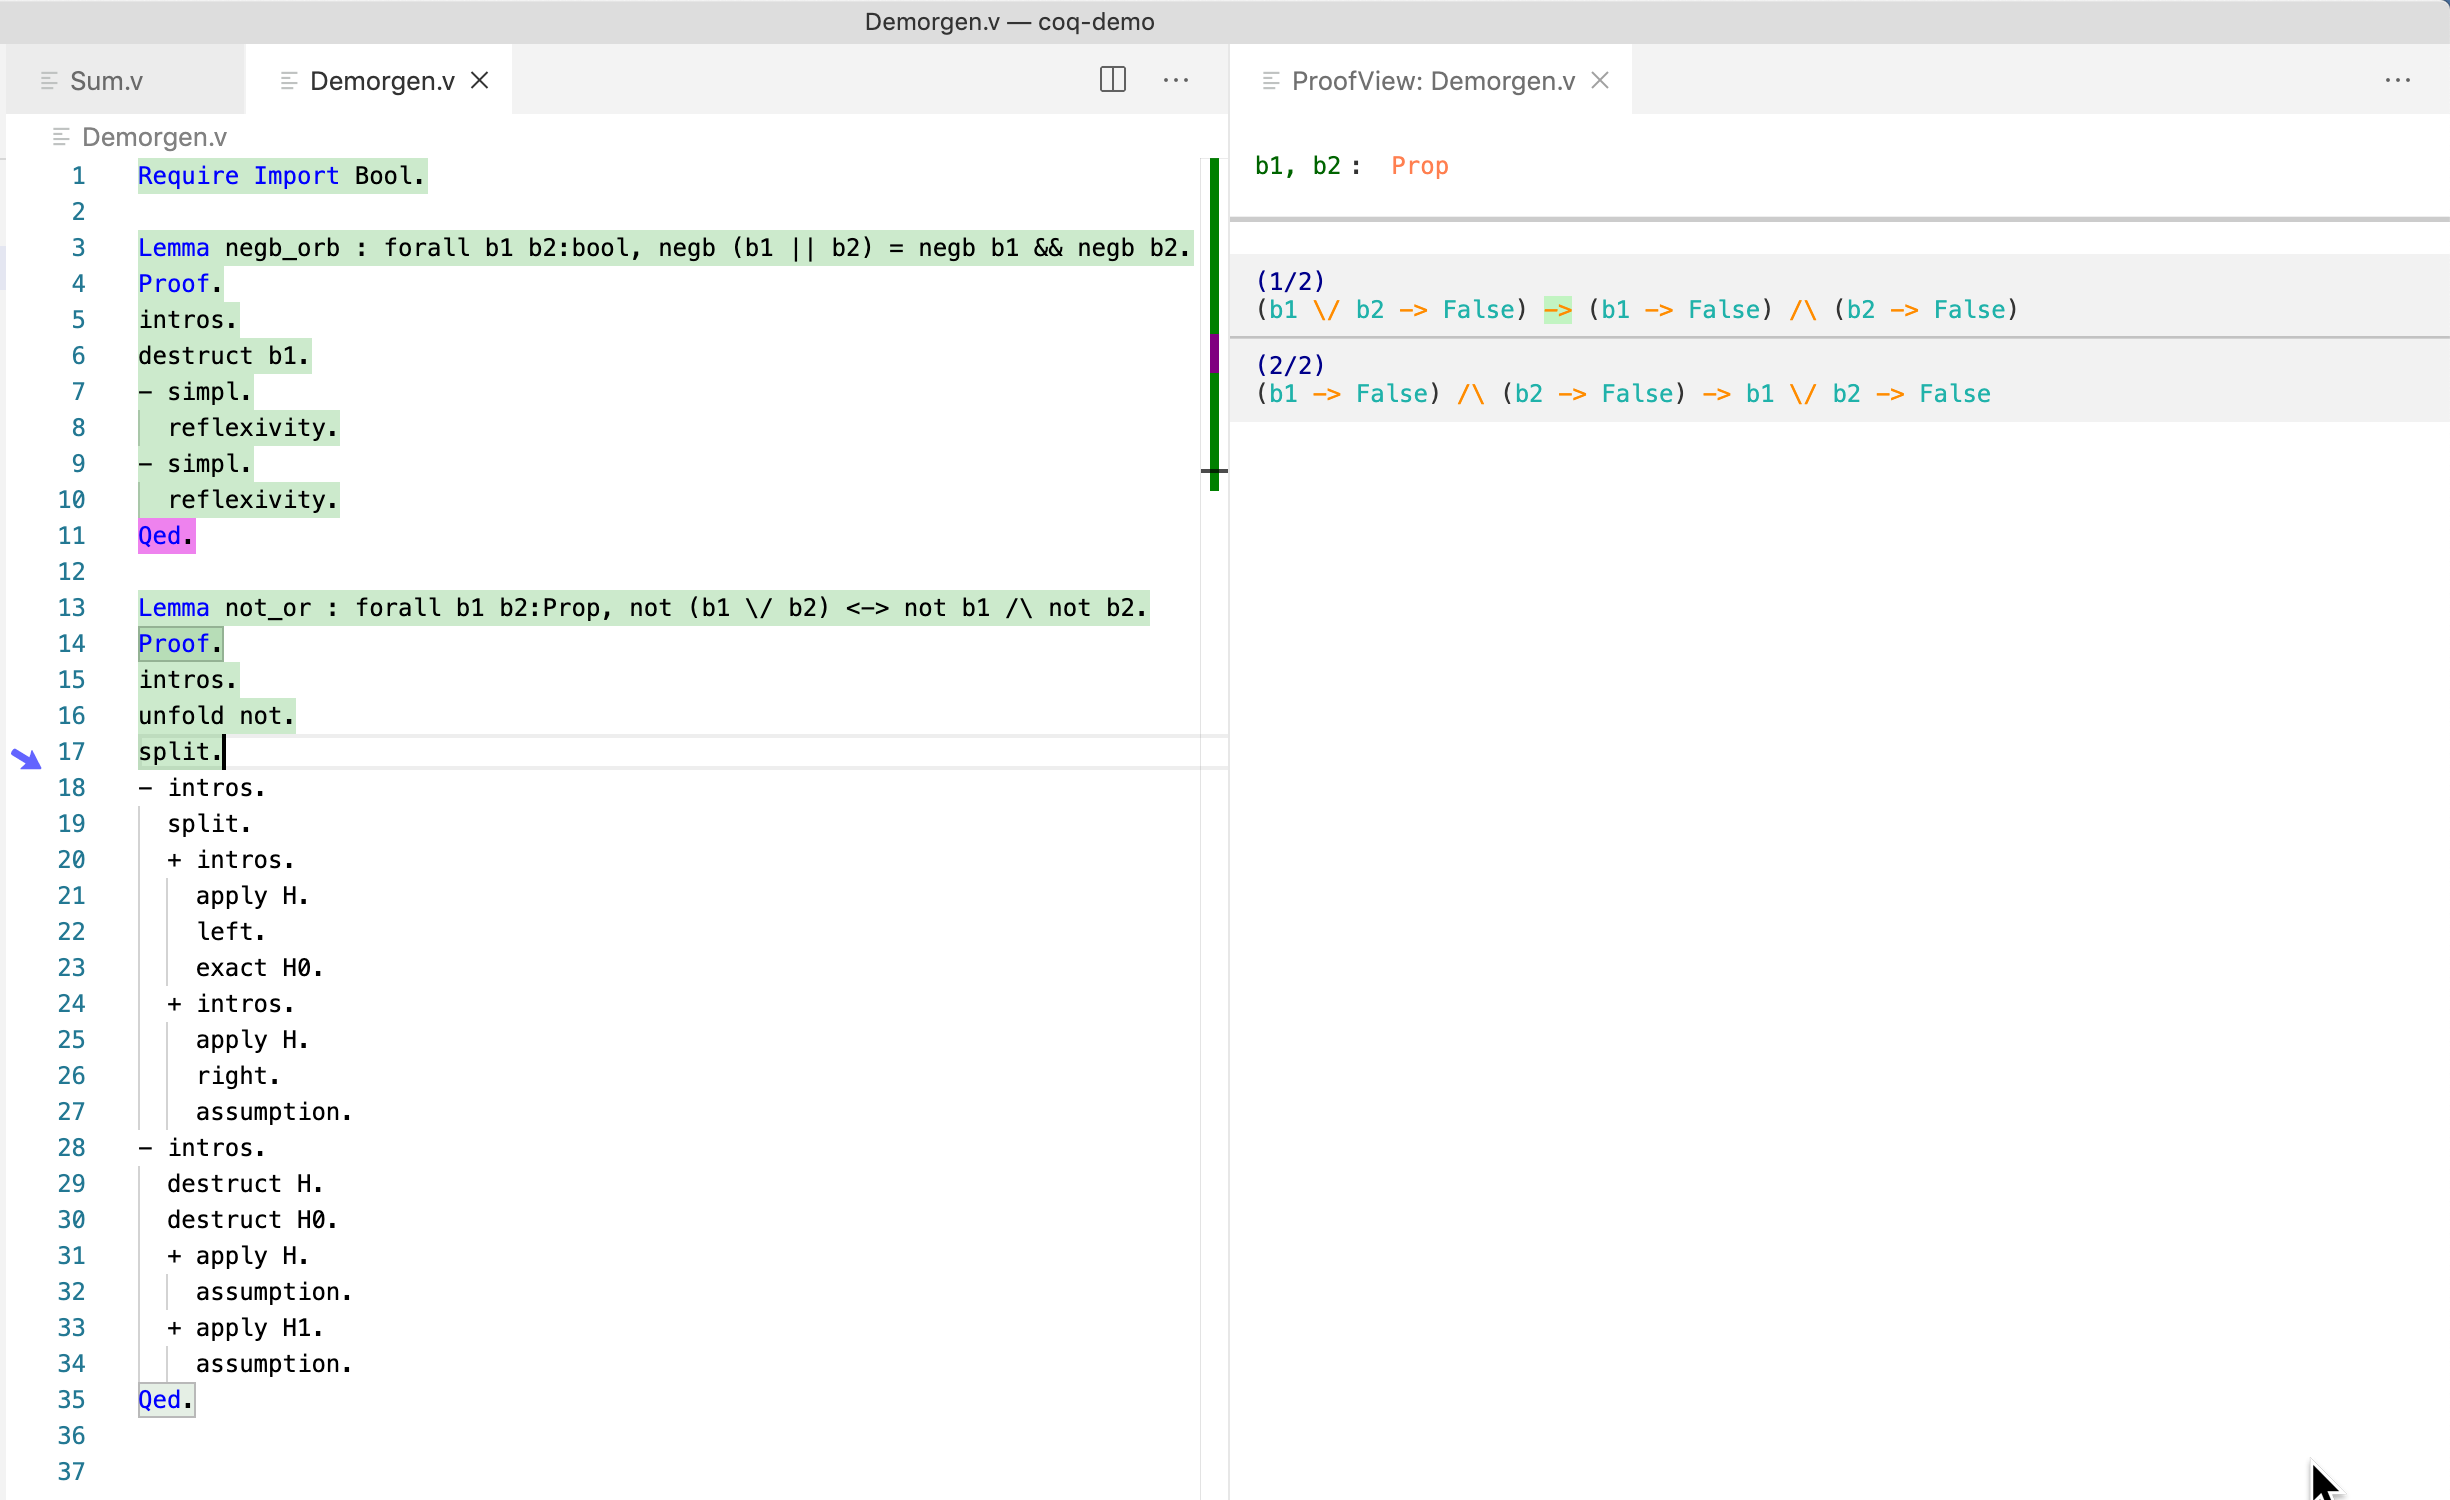 Demorgen.v — coq-demo
Sum.v
Demorgen.v
Demorgen.v
1 Require Import Bool.
2
3 Lemma negb_orb : forall b1 b2:bool, negb (b1 || b2) = negb b1 && negb b2.
4 Proof.
5 intros.
6 destruct b1.
7 - simpl.
8 reflexivity.
9 - simpl.
10 reflexivity.
11 Qed.
12
13 Lemma not_or : forall b1 b2:Prop, not (b1 \/ b2) <-> not b1 /\ not b2.
14 Proof.
15 intros.
16 unfold not.
17 split.
18 - intros.
19 split.
20 + intros.
21 apply H.
22 left.
23 exact H0.
24 + intros.
25 apply H.
26 right.
27 assumption.
28 - intros.
29 destruct H.
30 destruct H0.
31 + apply H.
32 assumption.
33 + apply H1.
34 assumption.
35 Qed.
36
37
ProofView: Demorgen.v
b1, b2 : Prop
(1/2)
(b1 \/ b2 -> False) -> (b1 -> False) /\ (b2 -> False)
(2/2)
(b1 -> False) /\ (b2 -> False) -> b1 \/ b2 -> False